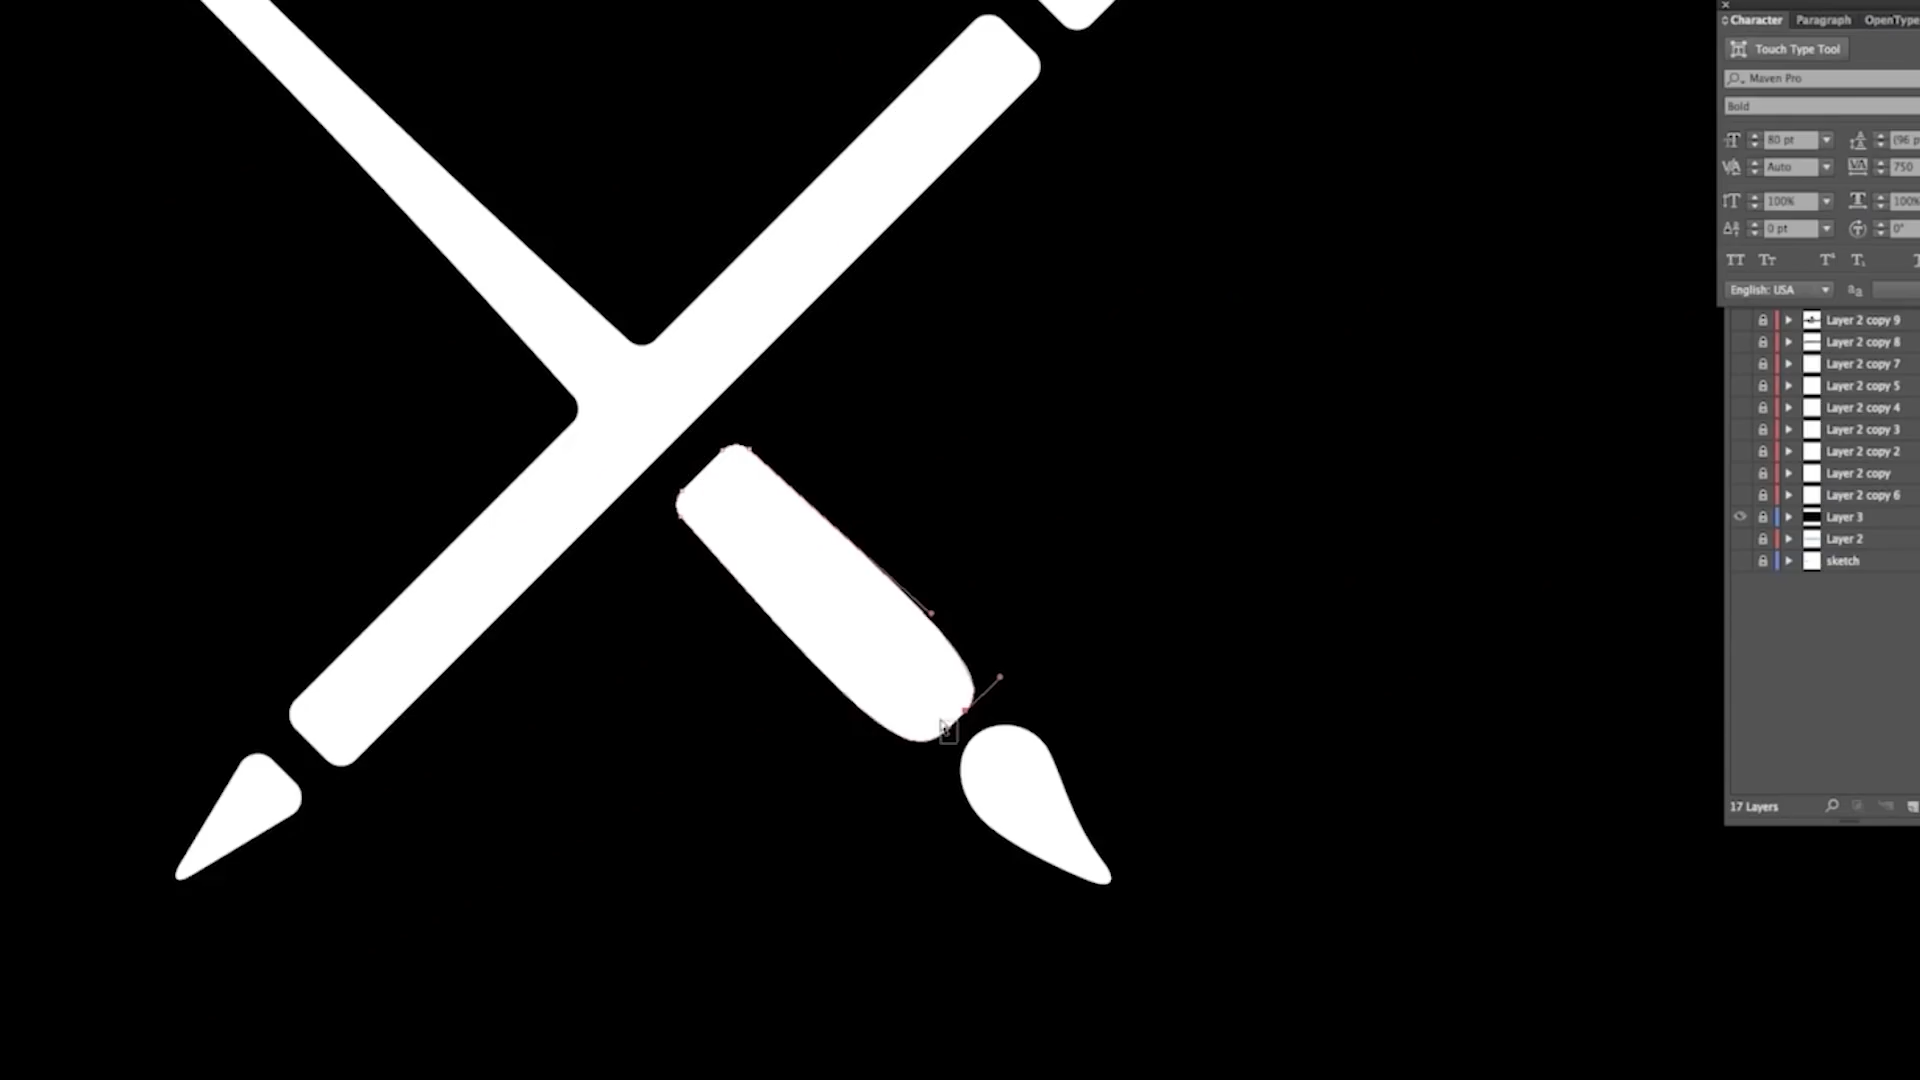 Character Paragraph OpenType
Touch Type Tool
Maven Pro
Bold
80 pt (96 p
Auto 750
100% 100%
0 pt 0°
English: USA
Layer 2 copy 9
Layer 2 copy 8
Layer 2 copy 7
Layer 2 copy 5
Layer 2 copy 4
Layer 2 copy 3
Layer 2 copy 2
Layer 2 copy
Layer 2 copy 6
Layer 3
Layer 2
sketch
17 Layers